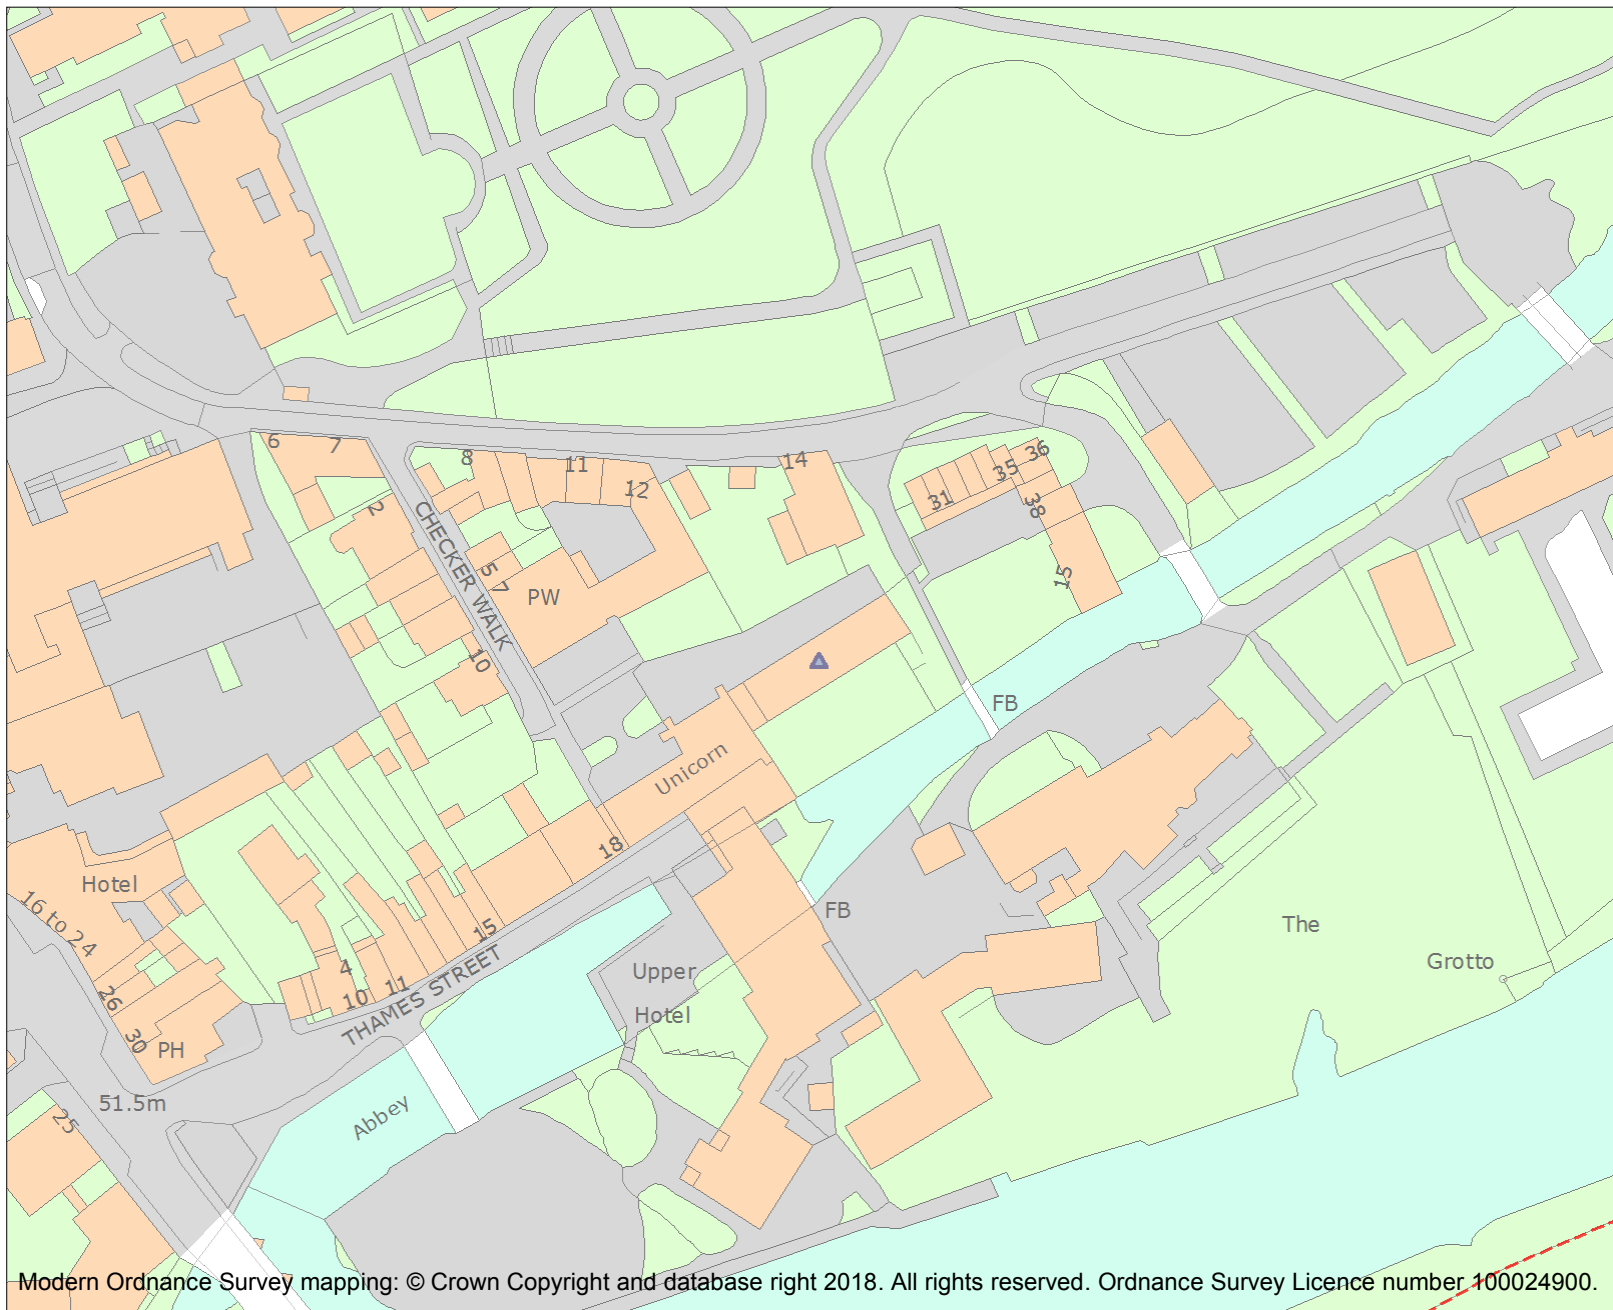 6
7
8
11
12
14
31
35
36
38
15
2
CHECKER WALK
5
7
PW
10
FB
Unicorn
18
Hotel
16 to 24
15
FB
The
Grotto
4
10
11
THAMES STREET
Upper
Hotel
26
30
PH
51.5m
25
Abbey
Modern Ordnance Survey mapping: © Crown Copyright and database right 2018. All rights reserved. Ordnance Survey Licence number 100024900.